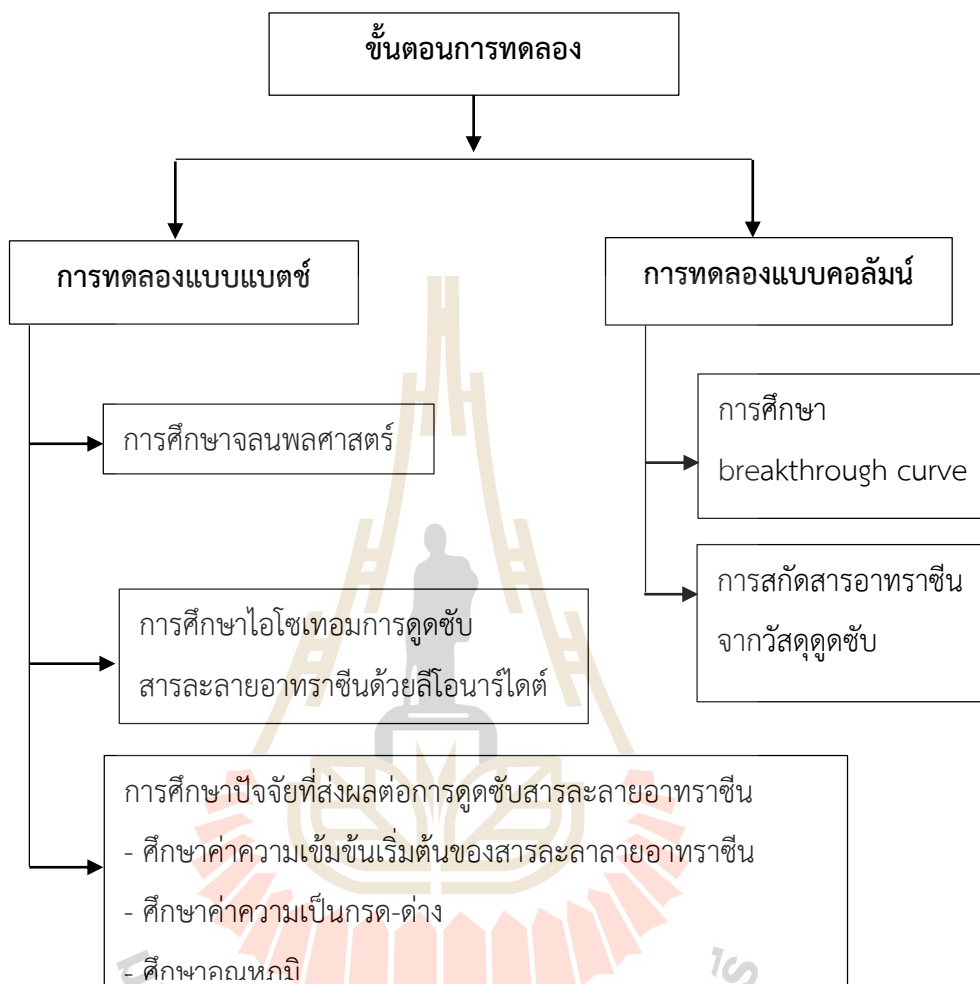 ขั้นตอนการทดลอง
การทดลองแบบแบตช์
การทดลองแบบคอลัมน์
การศึกษาจลนพลศาสตร์
การศึกษาไอโซเทอมการดูดซับ
สารละลายอาทราซีนด้วยลีโอนาร์ไดต์
การศึกษาปัจจัยที่ส่งผลต่อการดูดซับสารละลายอาทราซีน
- ศึกษาค่าความเข้มข้นเริ่มต้นของสารละลาลายอาทราซีน
- ศึกษาค่าความเป็นกรด-ด่าง
- ศึกษาอุณหภูมิ
การศึกษา
breakthrough curve
การสกัดสารอาทราซีน
จากวัสดุดูดซับ